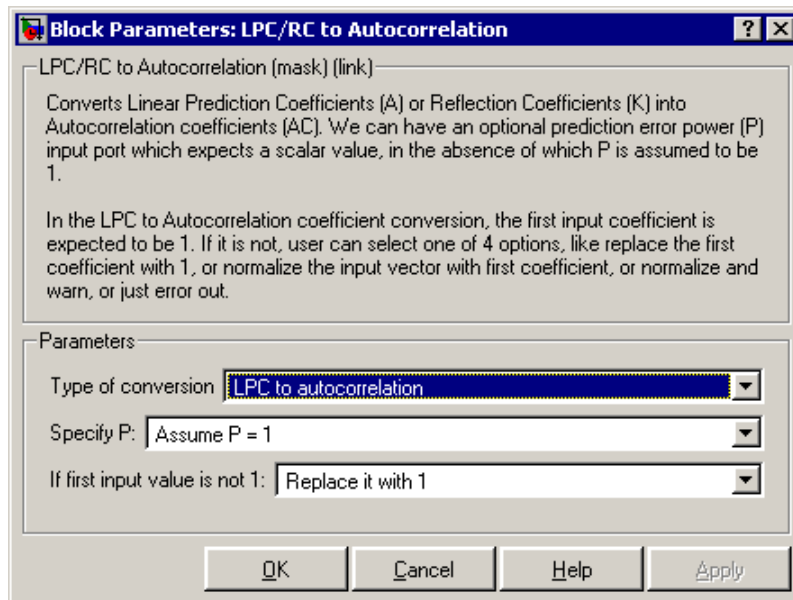 Block Parameters: LPC/RC to Autocorrelation
LPC/RC to Autocorrelation (mask) (link)
Converts Linear Prediction Coefficients (A) or Reflection Coefficients (K) into
Autocorrelation coefficients (AC). We can have an optional prediction error power (P)
input port which expects a scalar value, in the absence of which P is assumed to be
1.
In the LPC to Autocorrelation coefficient conversion, the first input coefficient is
expected to be 1. If it is not, user can select one of 4 options, like replace the first
coefficient with 1, or normalize the input vector with first coefficient, or normalize and
warn, or just error out.
Parameters
Type of conversion LPC to autocorrelation
Specify P: Assume P = 1
If first input value is not 1: Replace it with 1
OK Cancel Help Apply